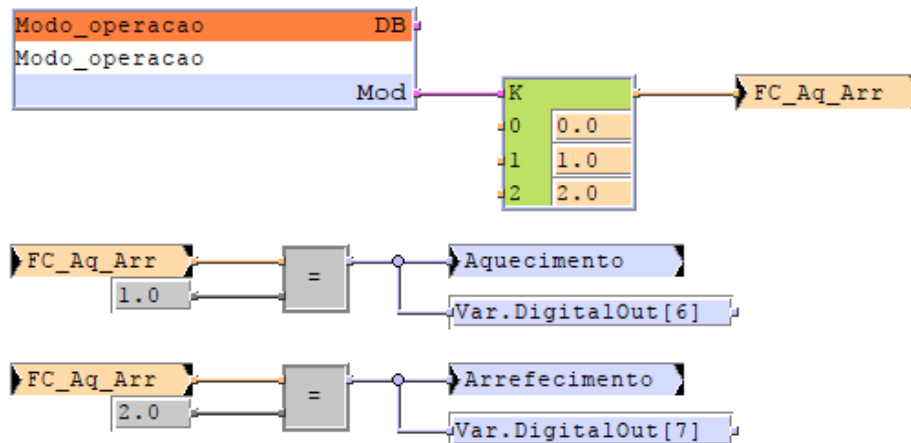 Modo_operacao DB
Modo_operacao
Mod
K
0 0.0
1 1.0
2 2.0
FC_Aq_Arr
FC_Aq_Arr
1.0
=
Aquecimento
Var.DigitalOut[6]
FC_Aq_Arr
2.0
=
Arrefecimento
Var.DigitalOut[7]